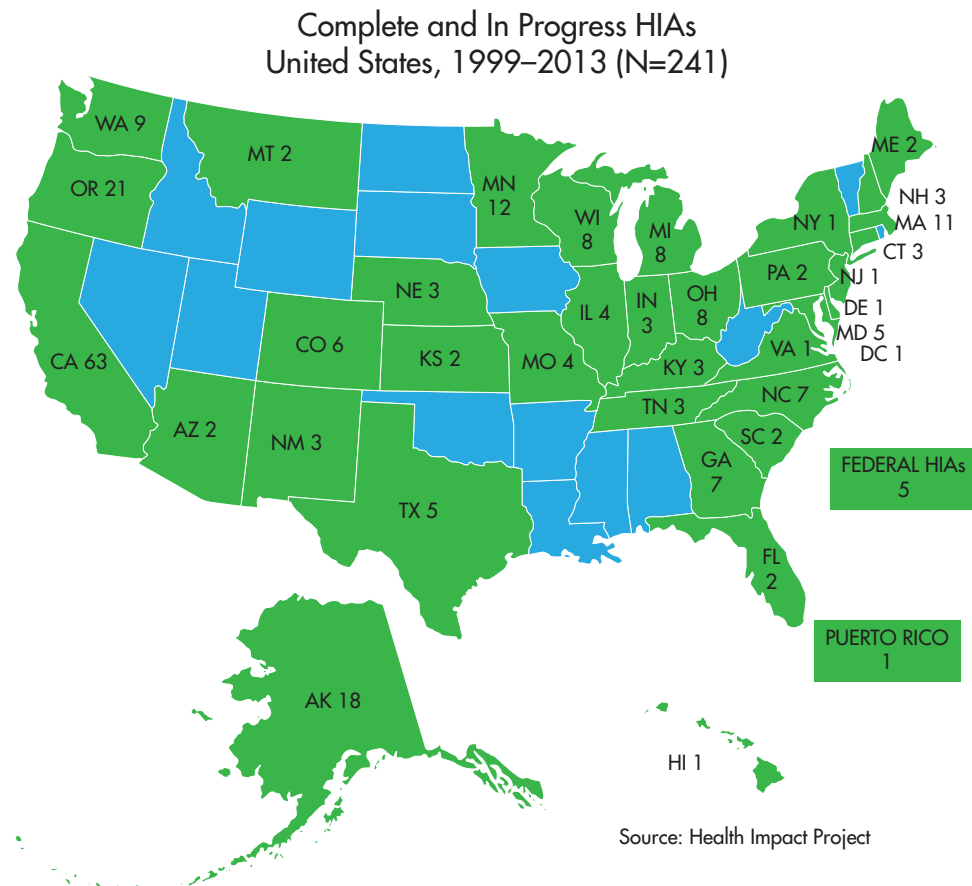 Complete and In Progress HIAs
United States, 1999–2013 (N=241)
WA 9
MT 2
ME 2
OR 21
MN
12
NH 3
WI
8
MI
8
NY 1
MA 11
CT 3
PA 2
NJ 1
NE 3
IL 4
IN
3
OH
8
DE 1
MD 5
DC 1
CA 63
CO 6
KS 2
MO 4
KY 3
VA 1
TN 3
NC 7
AZ 2
NM 3
SC 2
GA
7
FEDERAL HIAs
5
TX 5
FL
2
PUERTO RICO
1
AK 18
HI 1
Source: Health Impact Project